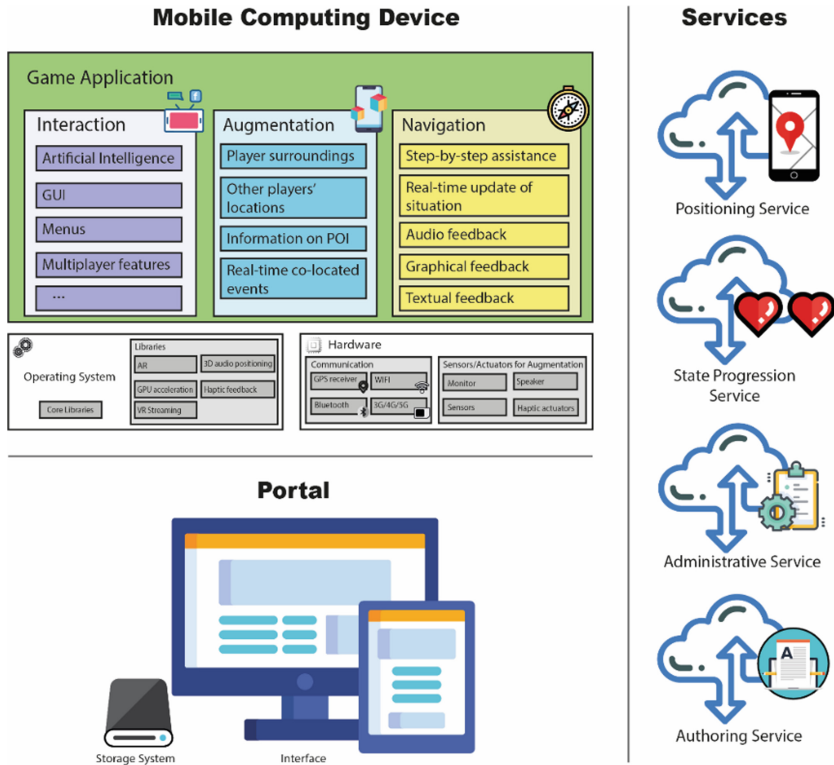 Mobile Computing Device
Game Application
Interaction
Artificial Intelligence
GUI
Menus
Multiplayer features
...
Augmentation
Player surroundings
Other players'
locations
Information on POI
Real-time co-located
events
Navigation
Step-by-step assistance
Real-time update of
situation
Audio feedback
Graphical feedback
Textual feedback
Operating System
Core Libraries
Libraries
AR
3D audio positioning
GPU acceleration
Haptic feedback
VR Streaming
Hardware
Communication
GPS receiver
WIFI
Bluetooth
3G/4G/5G
Sensors/Actuators for Augmentation
Monitor
Speaker
Sensors
Haptic actuators
Portal
Storage System
Interface
Services
Positioning Service
State Progression
Service
Administrative Service
A
Authoring Service